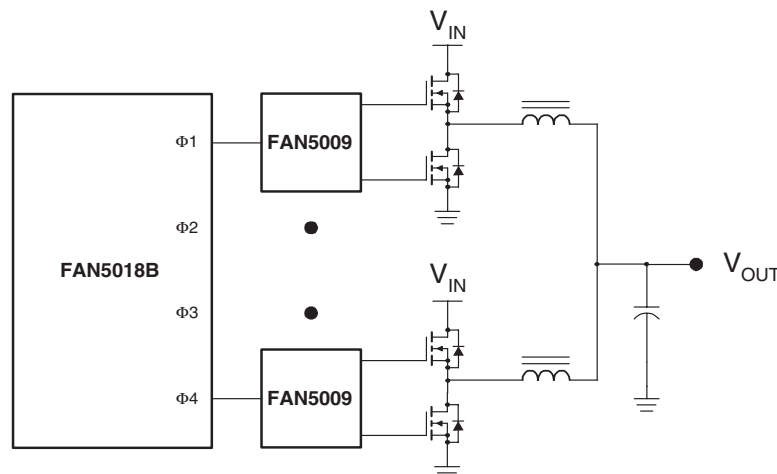 V_IN
Φ1
FAN5009
Φ2
FAN5018B
V_IN
V_OUT
Φ3
Φ4
FAN5009